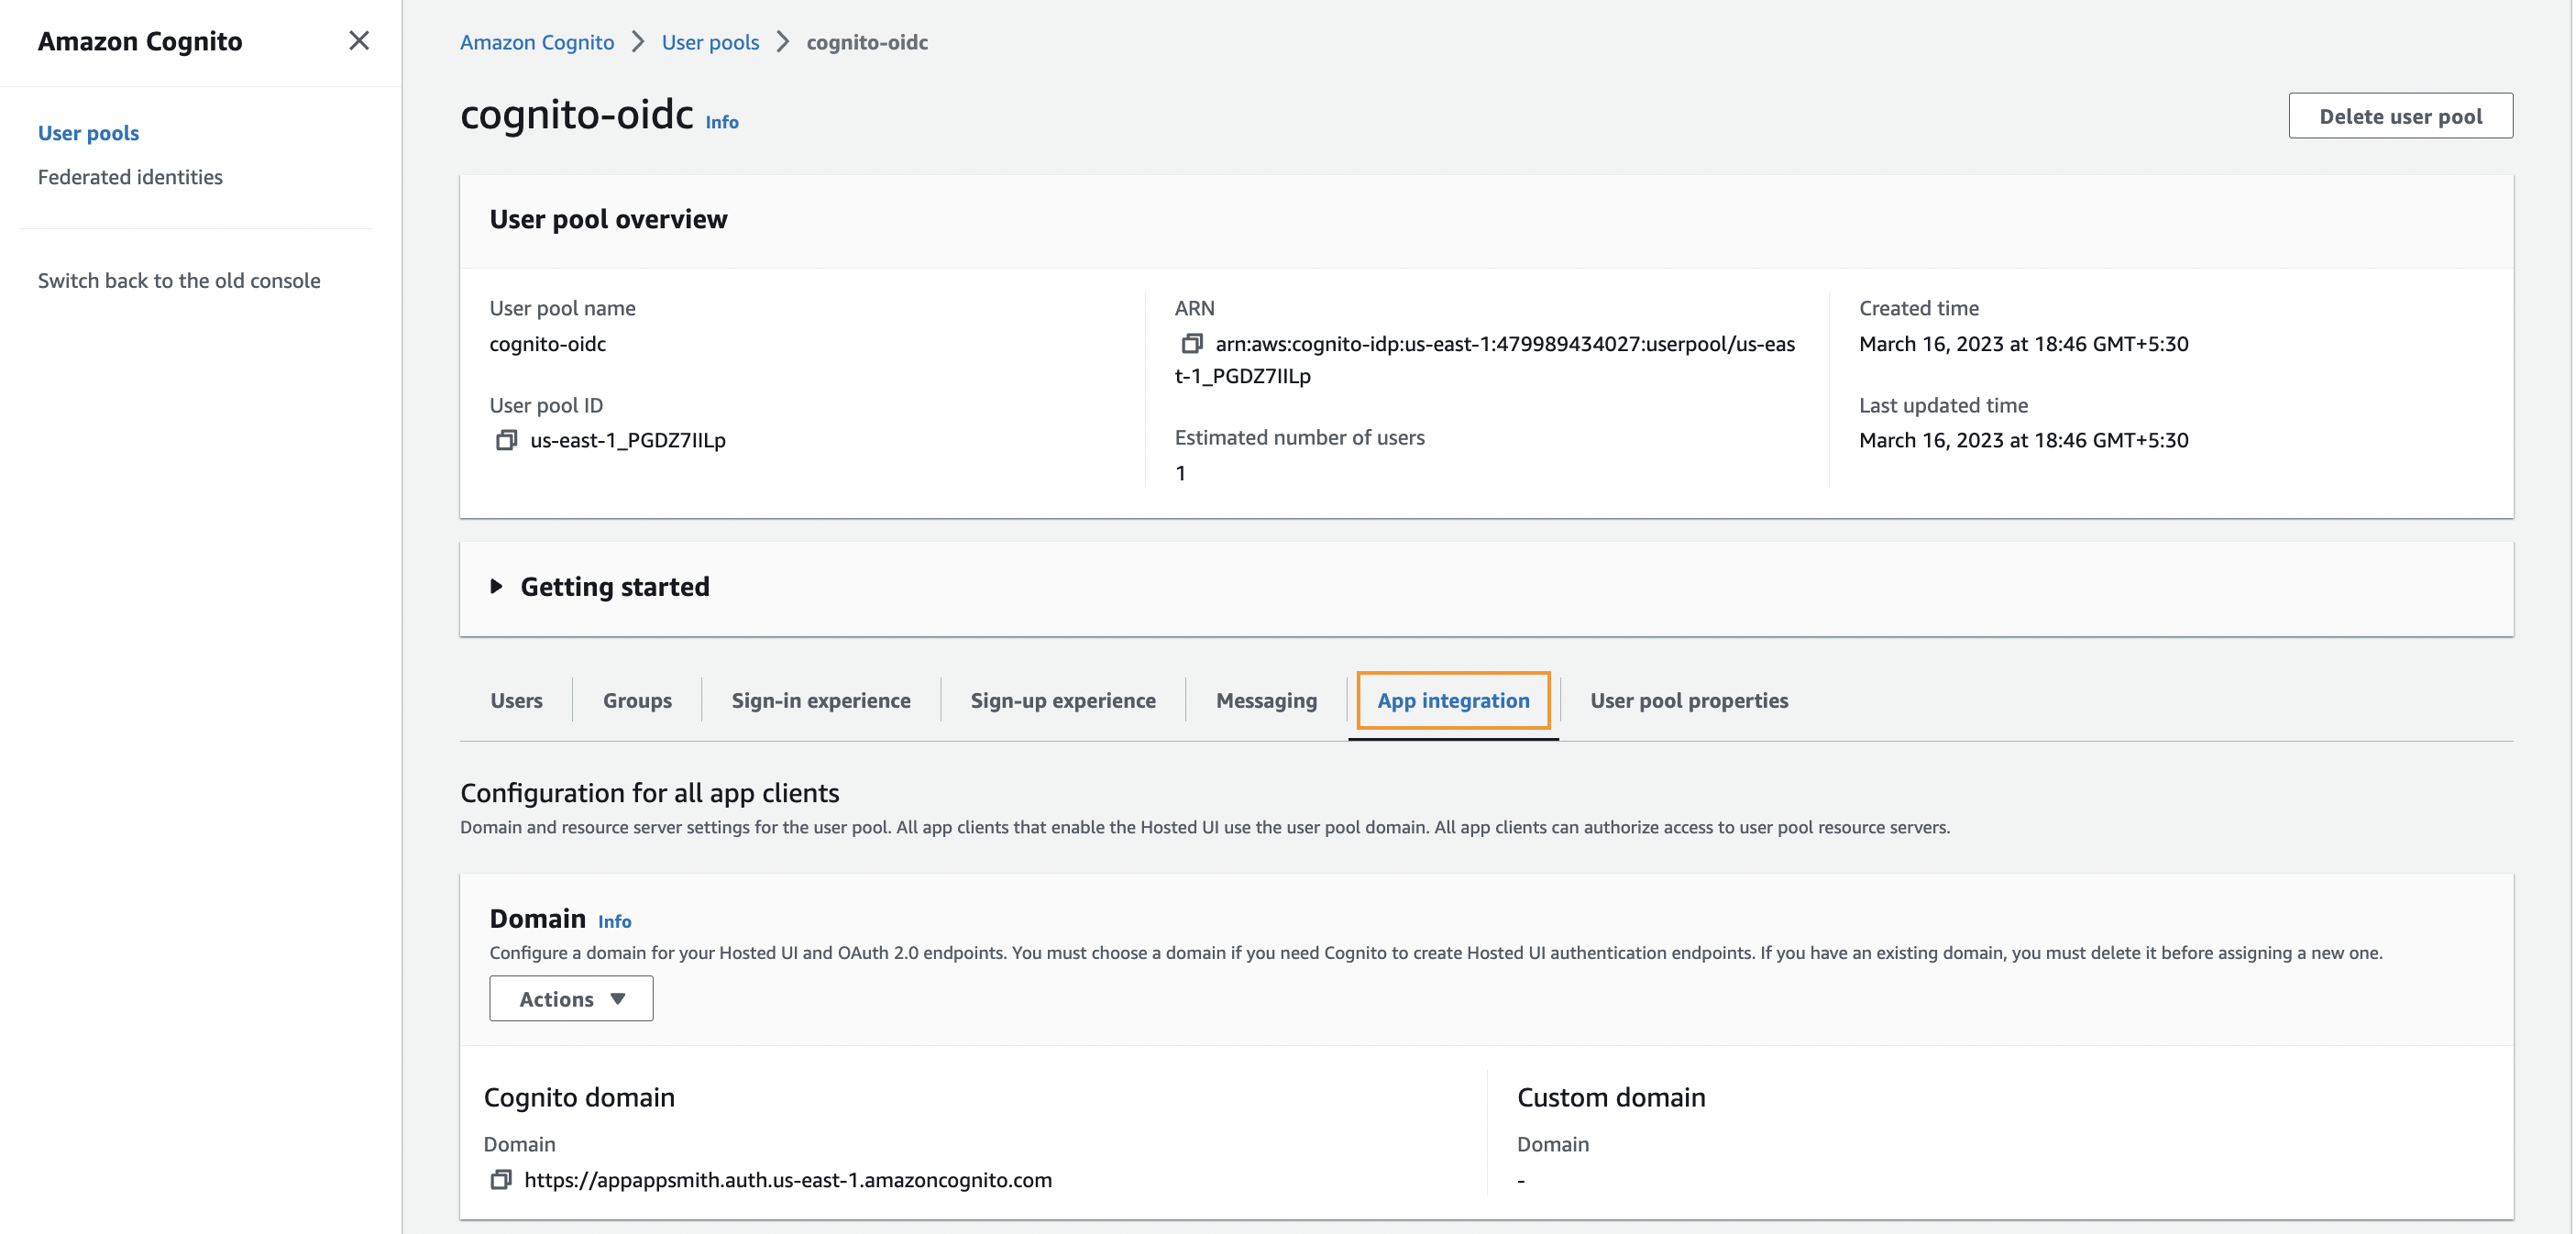 Amazon Cognito
User pools
Federated identities
Switch back to the old console
Amazon Cognito > User pools > cognito-oidc
cognito-oidc Info
Delete user pool
User pool overview
User pool name
cognito-oidc
User pool ID
us-east-1_PGDZ7IILp
ARN
arn:aws:cognito-idp:us-east-1:479989434027:userpool/us-eas
t-1_PGDZ7IILp
Estimated number of users
1
Created time
March 16, 2023 at 18:46 GMT+5:30
Last updated time
March 16, 2023 at 18:46 GMT+5:30
Getting started
Users Groups Sign-in experience Sign-up experience Messaging App integration User pool properties
Configuration for all app clients
Domain and resource server settings for the user pool. All app clients that enable the Hosted UI use the user pool domain. All app clients can authorize access to user pool resource servers.
Domain Info
Configure a domain for your Hosted UI and OAuth 2.0 endpoints. You must choose a domain if you need Cognito to create Hosted UI authentication endpoints. If you have an existing domain, you must delete it before assigning a new one.
Actions
Cognito domain
Domain
https://appappsmith.auth.us-east-1.amazoncognito.com
Custom domain
Domain
-